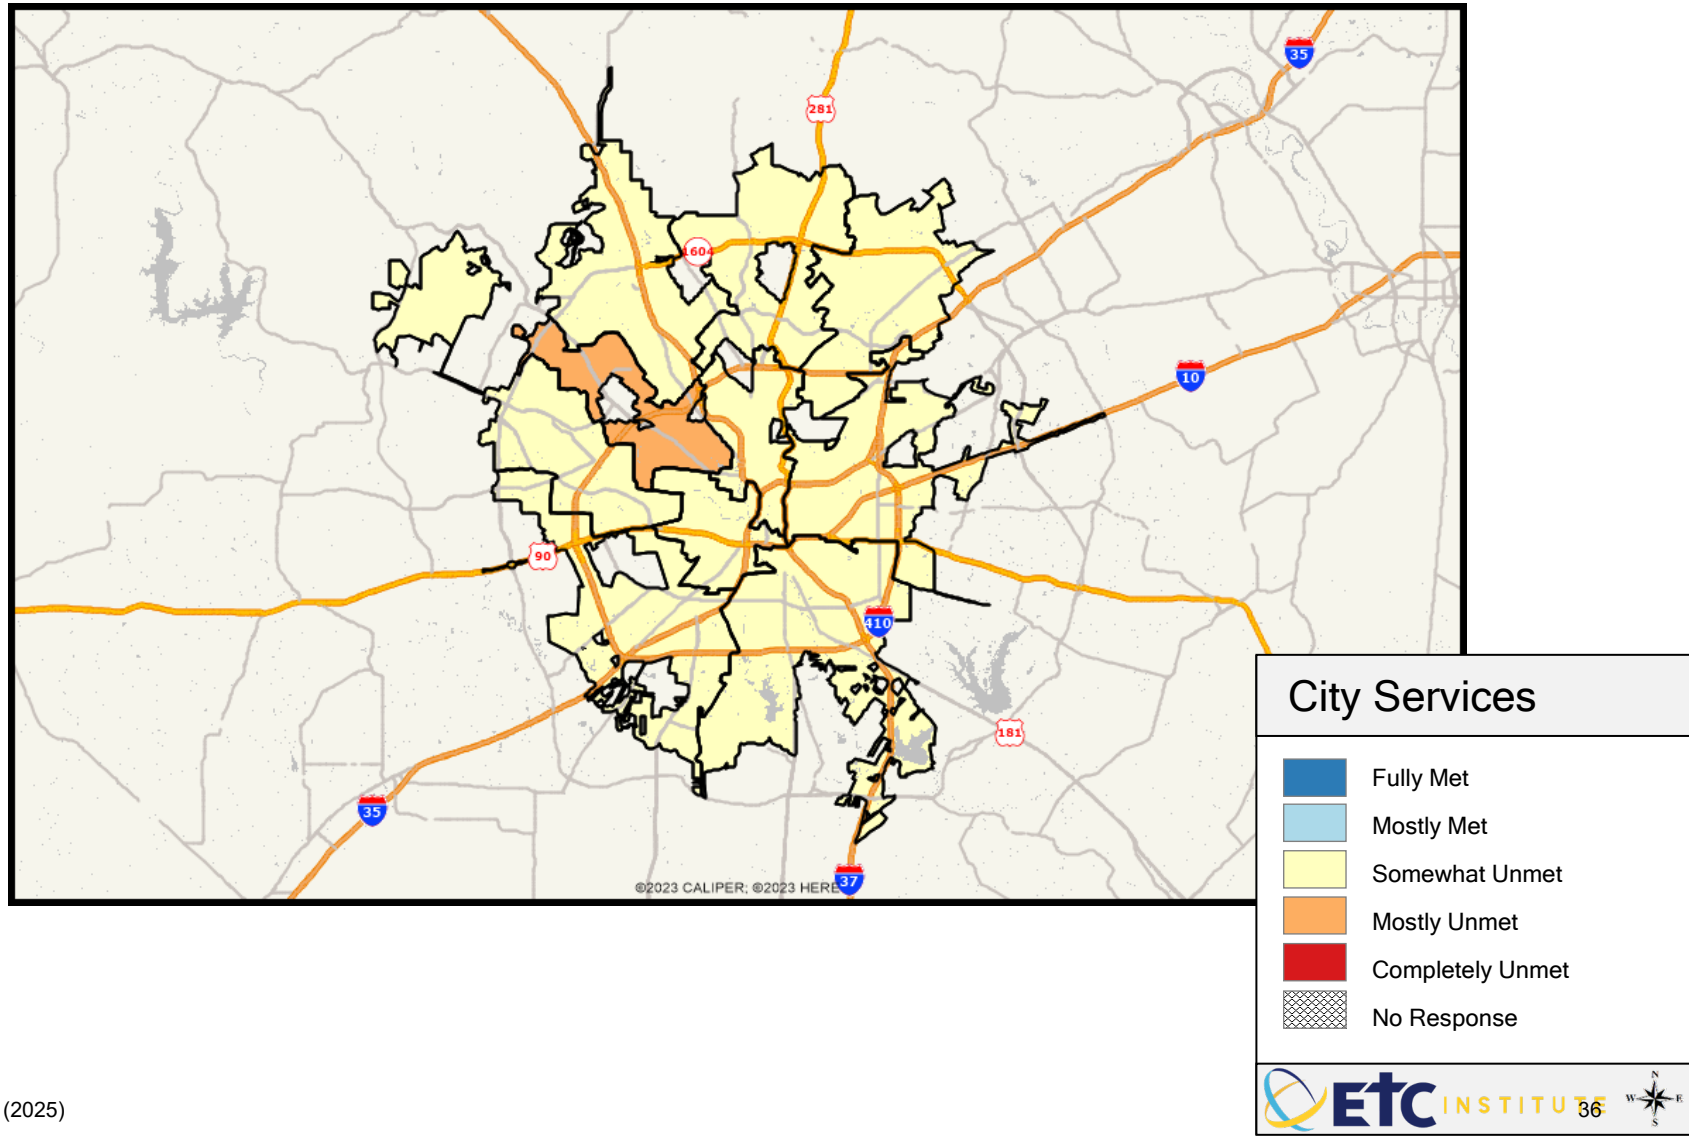 35
281
1604
10
90
410
181
35
37
©2023 CALIPER; ©2023 HERE
City Services
Fully Met
Mostly Met
Somewhat Unmet
Mostly Unmet
Completely Unmet
No Response
ETC INSTITUTE
36
N
W E
S
(2025)